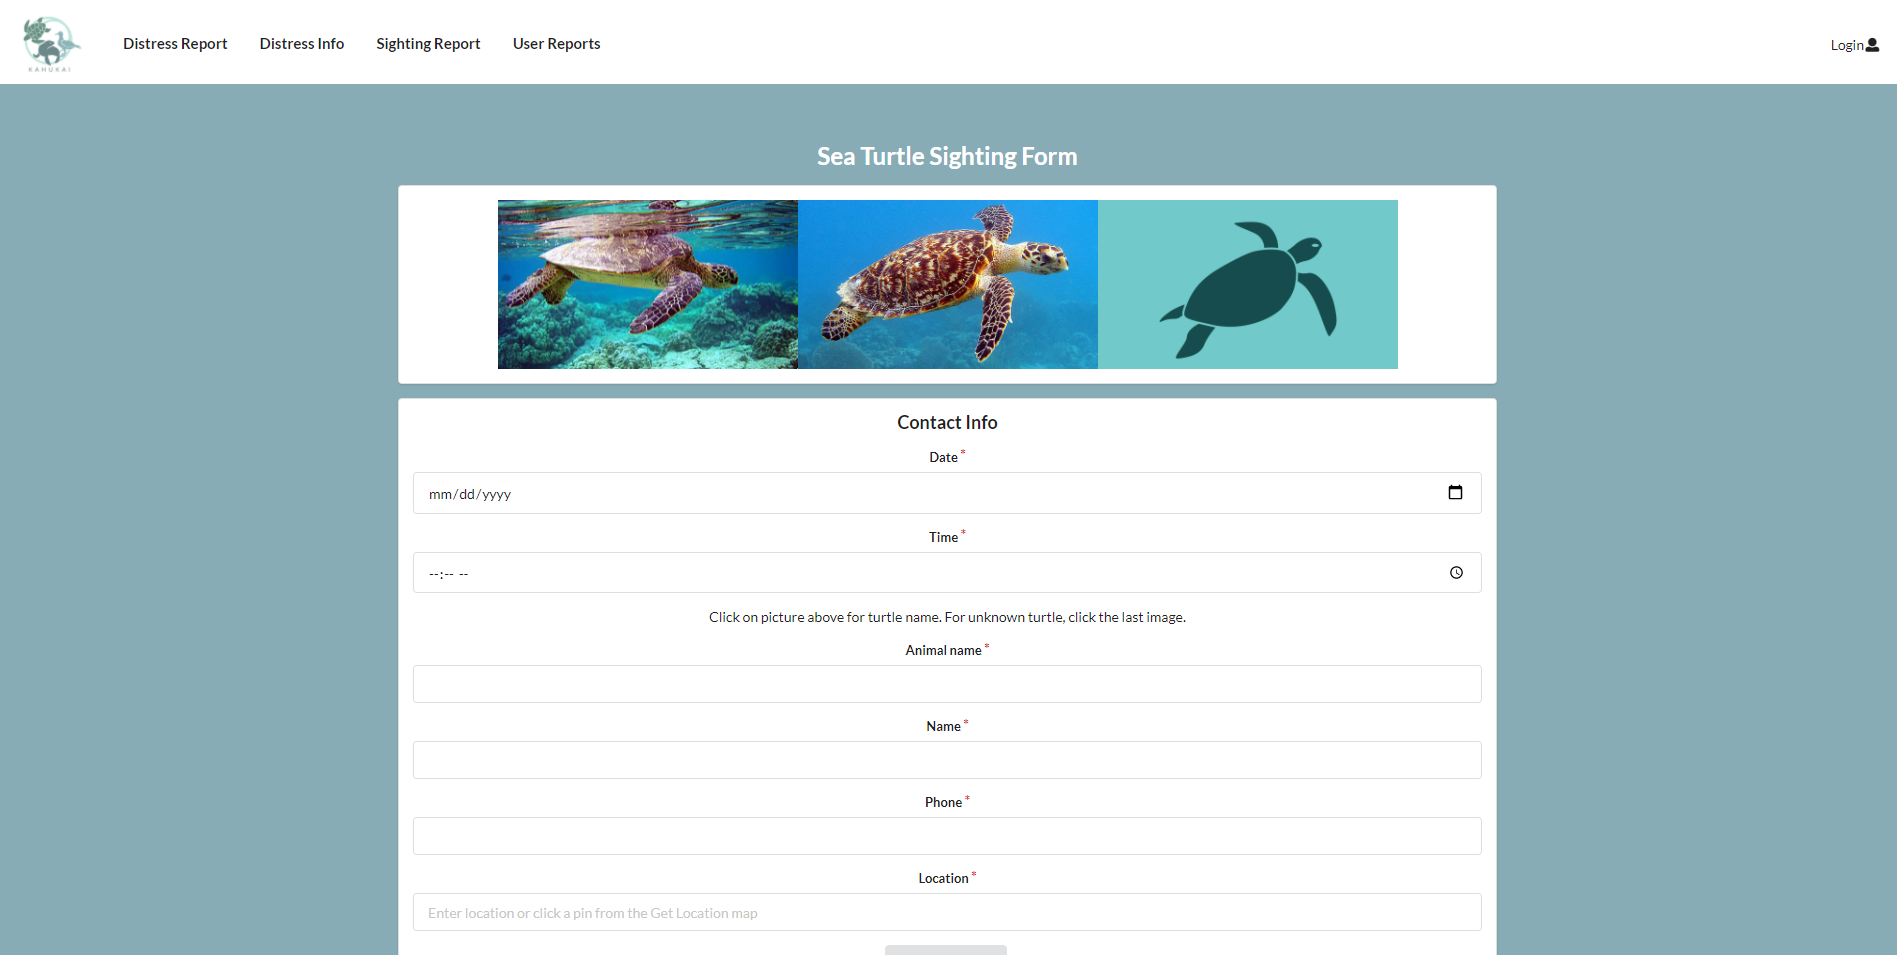 KAHUKAI
Distress Report
Distress Info
Sighting Report
User Reports
Login
Sea Turtle Sighting Form
Contact Info
Date *
mm/dd/yyyy
Time *
--:-- --
Click on picture above for turtle name. For unknown turtle, click the last image.
Animal name *
Name *
Phone *
Location *
Enter location or click a pin from the Get Location map